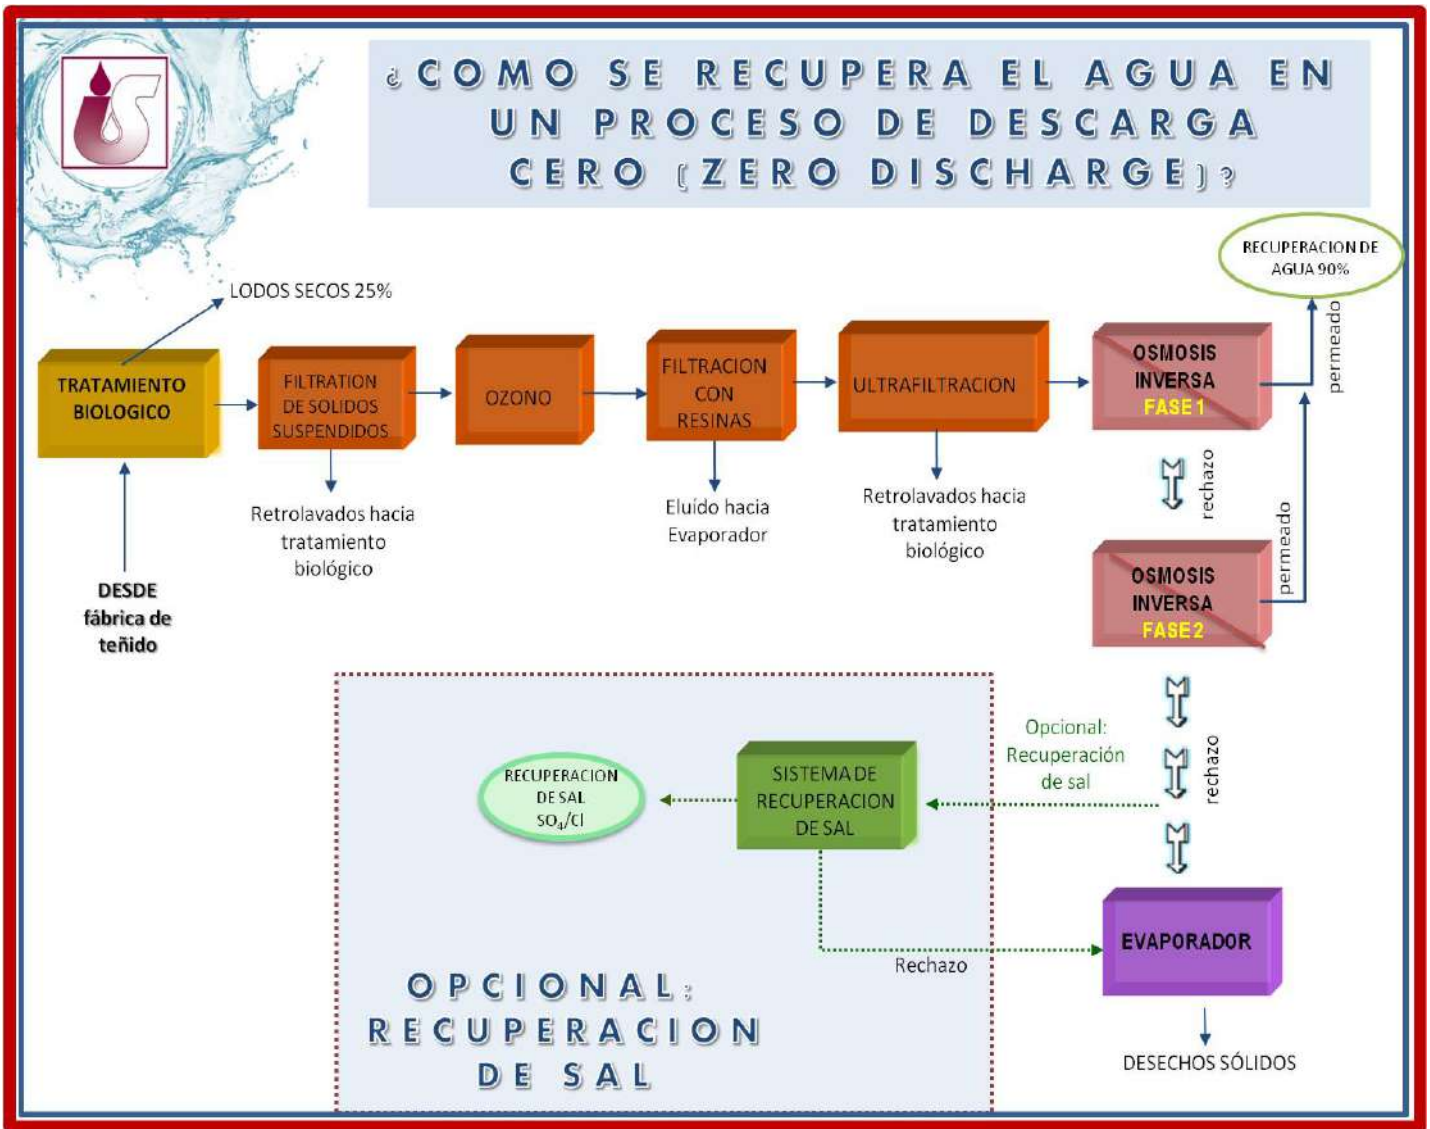 ¿COMO SE RECUPERA EL AGUA EN
UN PROCESO DE DESCARGA
CERO (ZERO DISCHARGE)?
RECUPERACION DE
AGUA 90%
LODOS SECOS 25%
permeado
TRATAMIENTO
BIOLOGICO
FILTRATION
DE SOLIDOS
SUSPENDIDOS
OZONO
FILTRACION
CON
RESINAS
ULTRAFILTRACION
OSMOSIS
INVERSA
FASE 1
Retrolavados hacia
tratamiento
biológico
Eluído hacia
Evaporador
Retrolavados hacia
tratamiento
biológico
rechazo
permeado
DESDE
fábrica de
teñido
OSMOSIS
INVERSA
FASE 2
Opcional:
Recuperación
de sal
rechazo
RECUPERACION
DE SAL
SO₄/Cl
SISTEMA DE
RECUPERACION
DE SAL
EVAPORADOR
Rechazo
OPCIONAL:
RECUPERACION
DE SAL
DESECHOS SÓLIDOS